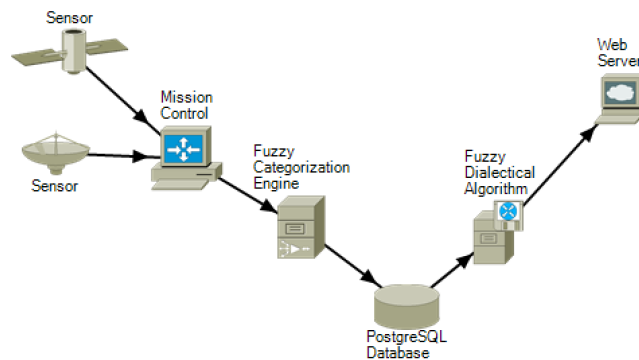 Sensor
Web
Server
Mission
Control
Fuzzy
Categorization
Engine
Fuzzy
Dialectical
Algorithm
Sensor
PostgreSQL
Database